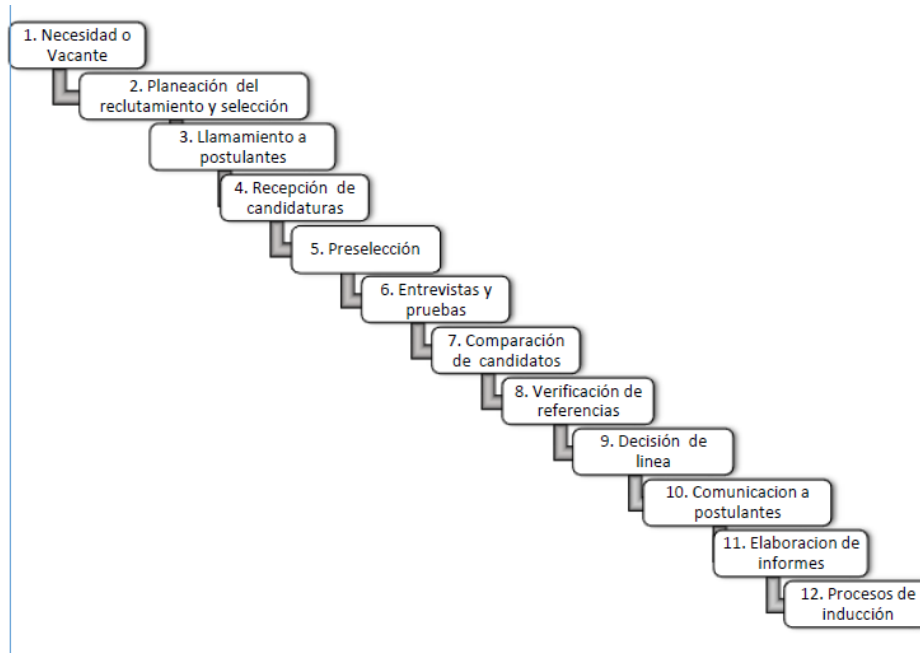 1. Necesidad o
Vacante
2. Planeación del
reclutamiento y selección
3. Llamamiento a
postulantes
4. Recepción de
candidaturas
5. Preselección
6. Entrevistas y
pruebas
7. Comparación
de candidatos
8. Verificación de
referencias
9. Decisión de
linea
10. Comunicacion a
postulantes
11. Elaboracion de
informes
12. Procesos de
inducción